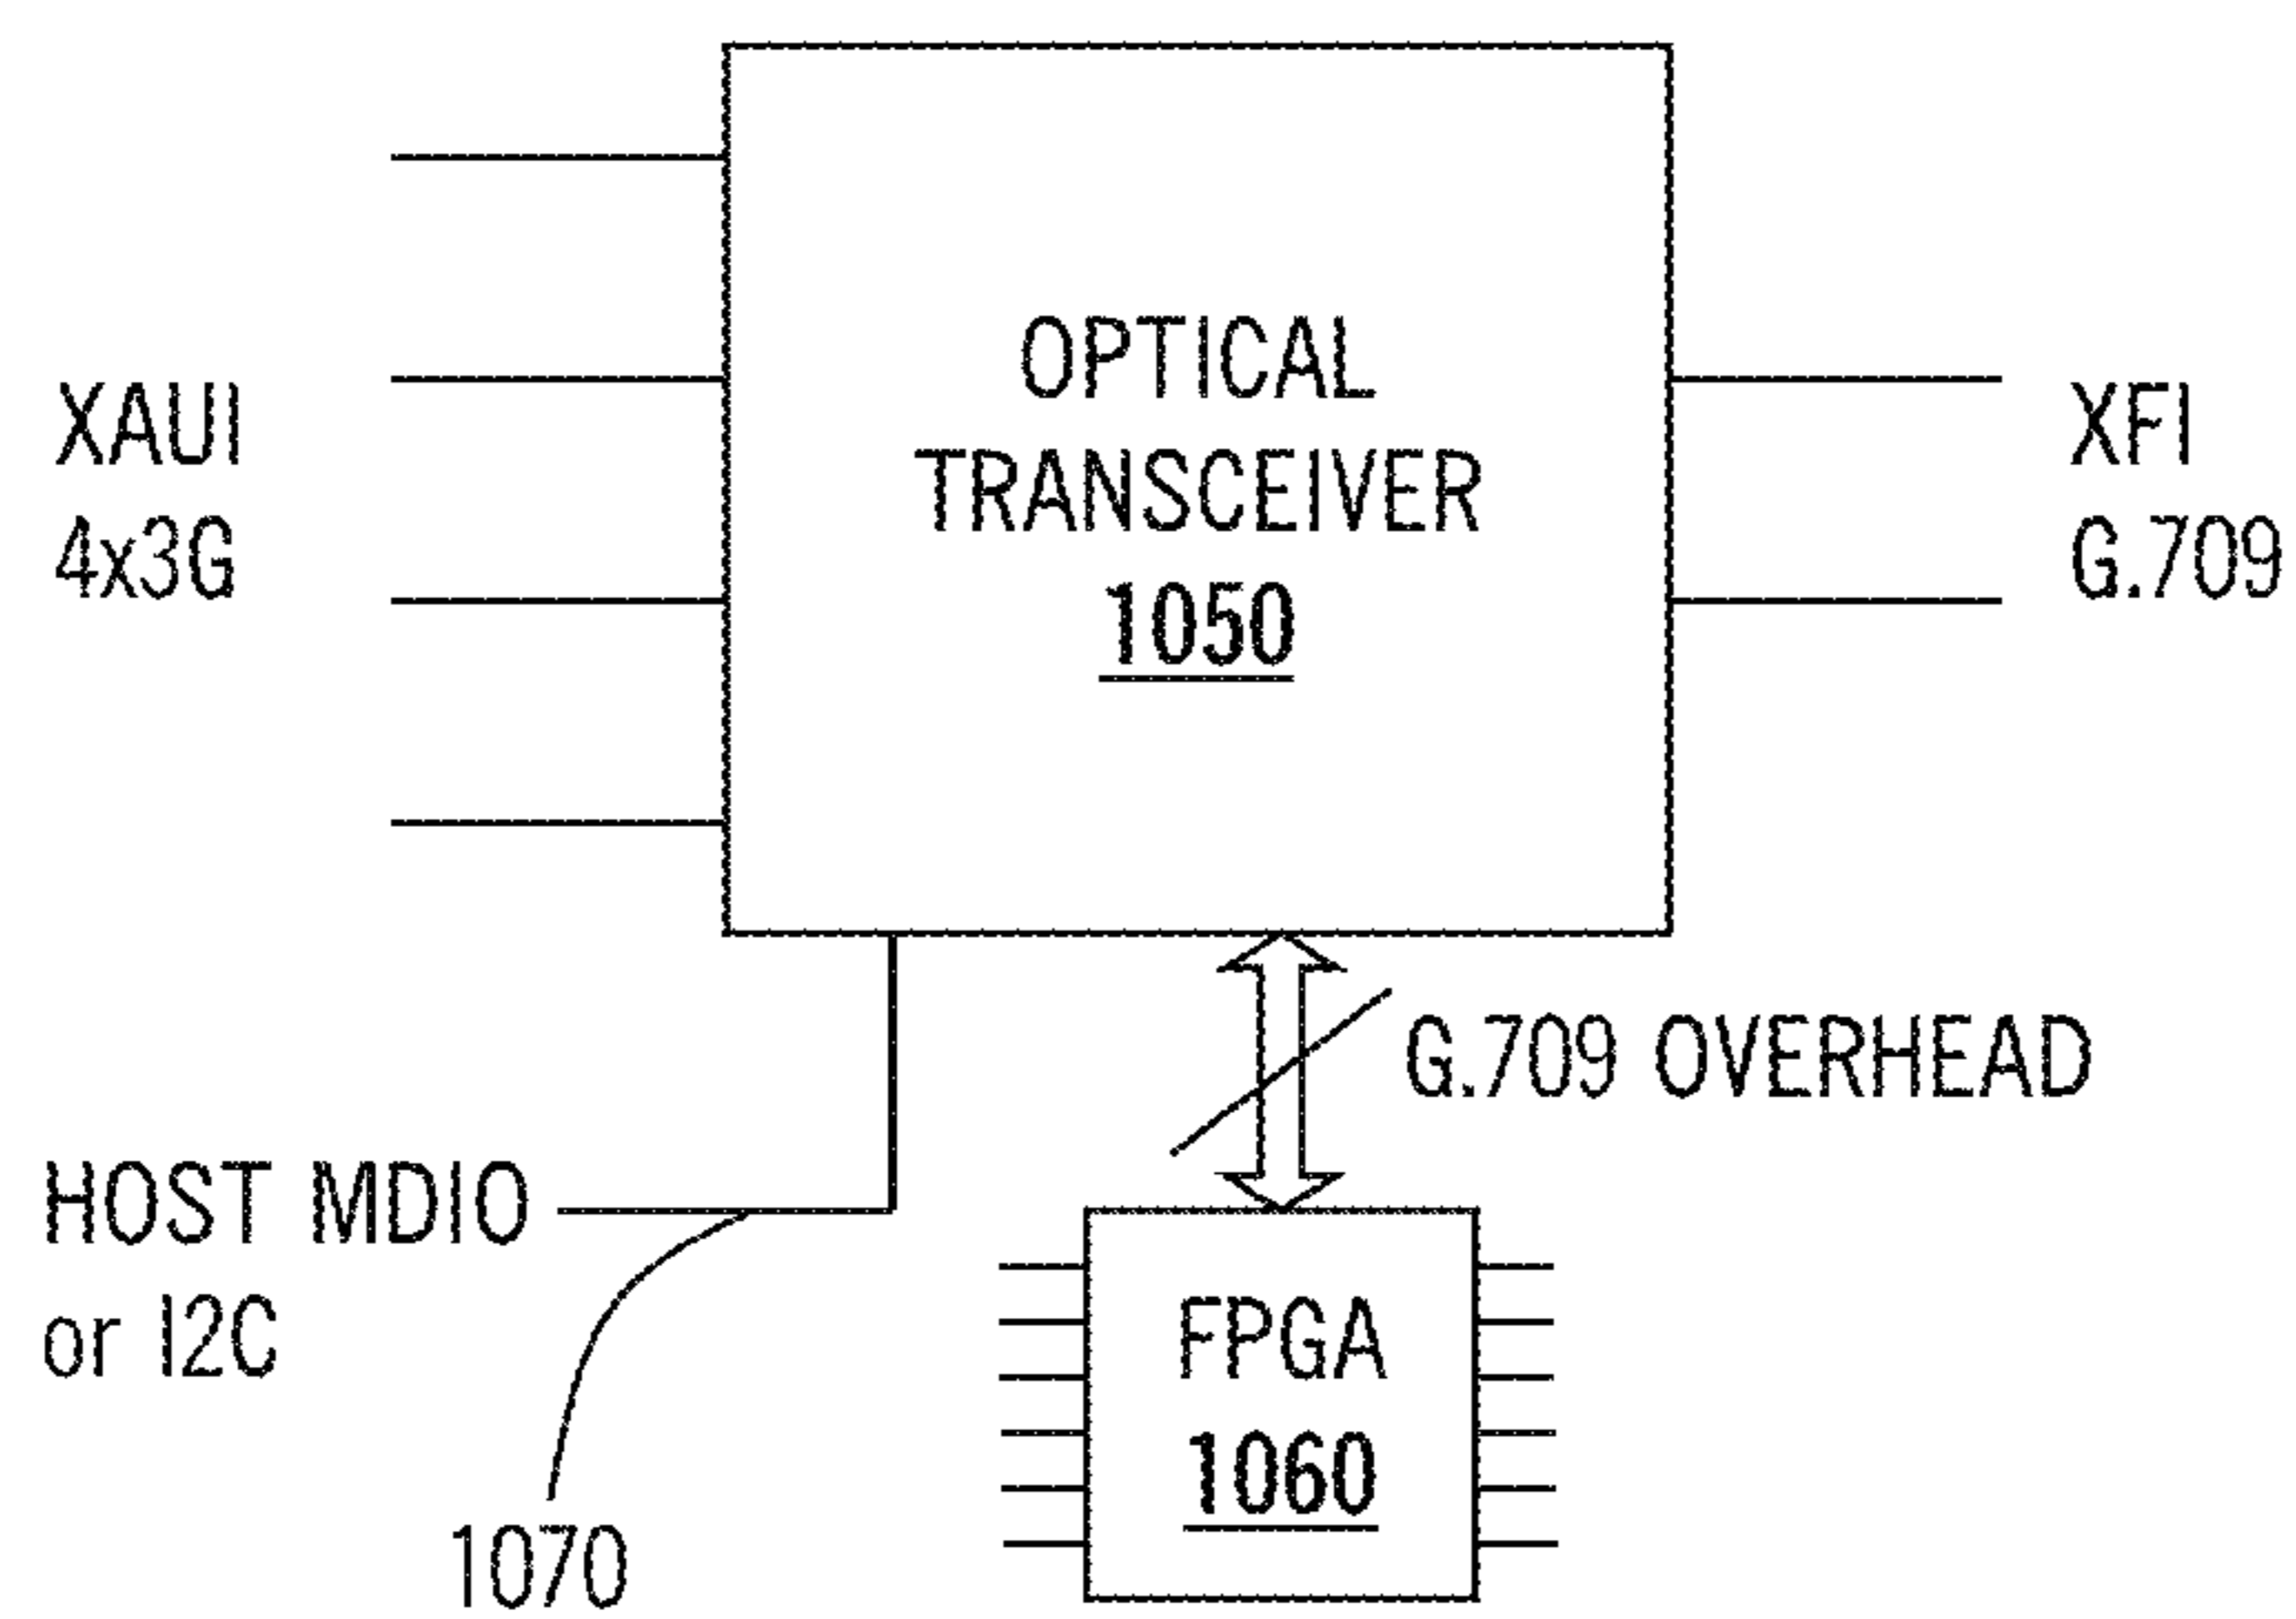 OPTICAL
TRANSCEIVER
1050
XAUI
4x3G
XFI
G.709
G.709 OVERHEAD
HOST MDIO
or I2C
1070
FPGA
1060